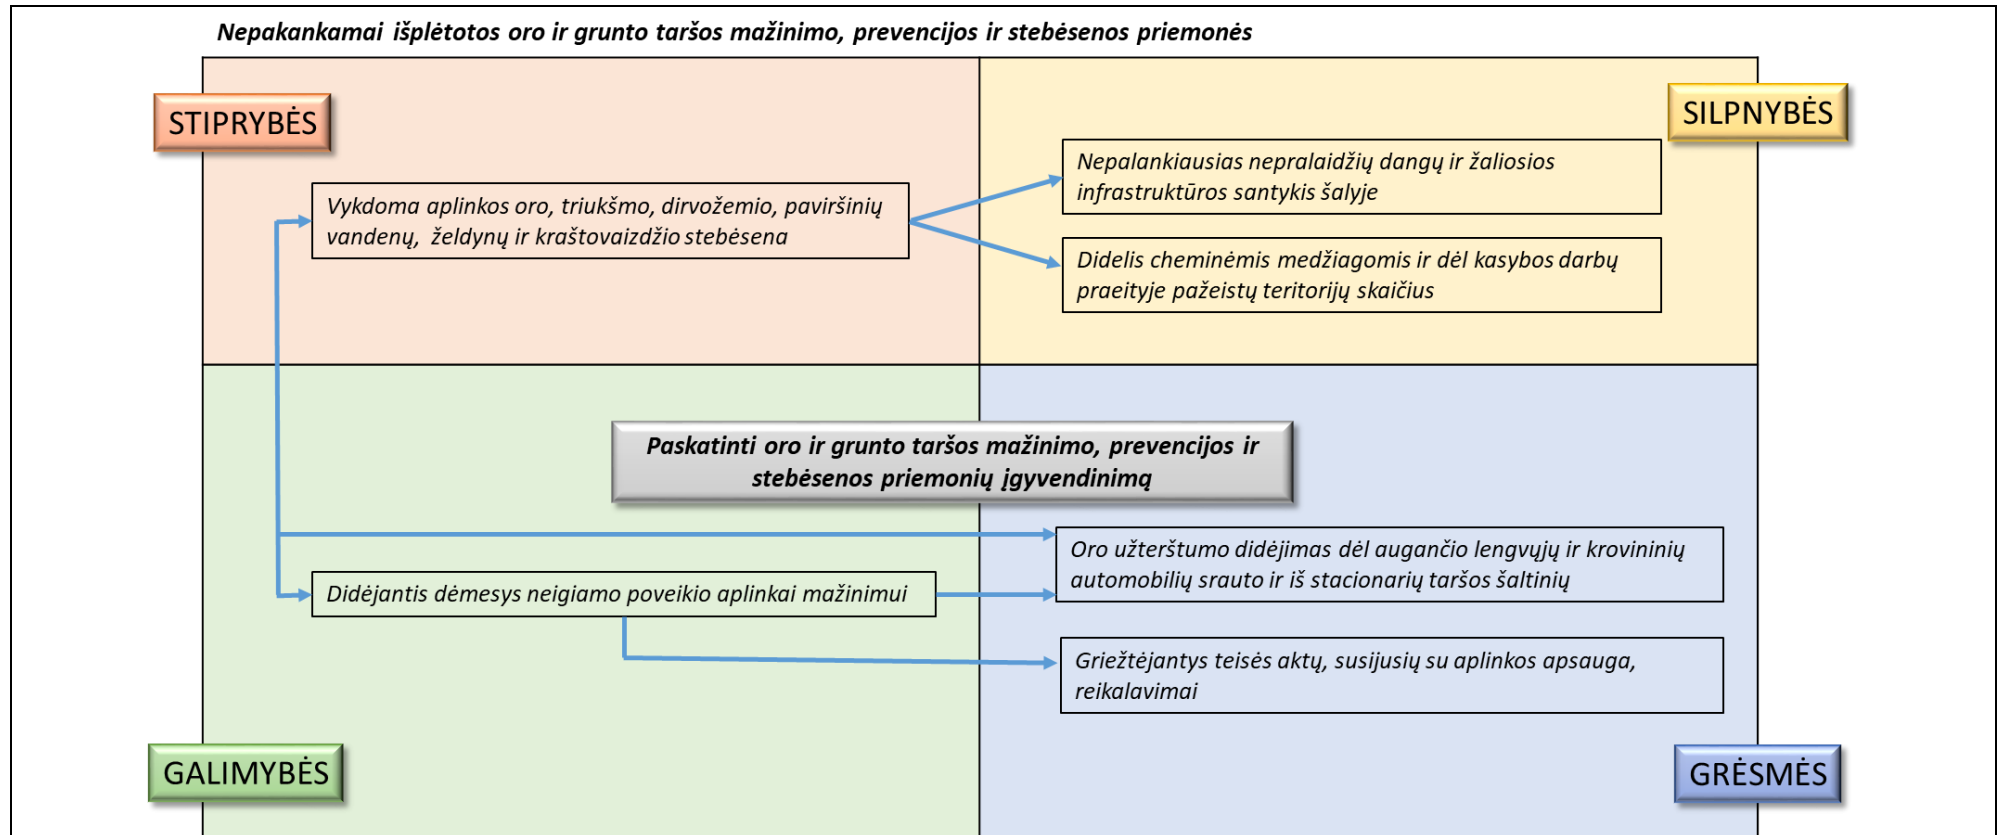 Nepakankamai išplėtotos oro ir grunto taršos mažinimo, prevencijos ir stebėsenos priemonės
STIPRYBĖS
SILPNYBĖS
Vykdoma aplinkos oro, triukšmo, dirvožemio, paviršinių
vandenų, želdynų ir kraštovaizdžio stebėsena
Nepalankiausias nepralaidžių dangų ir žaliosios
infrastruktūros santykis šalyje
Didelis cheminėmis medžiagomis ir dėl kasybos darbų
praeityje pažeistų teritorijų skaičius
Paskatinti oro ir grunto taršos mažinimo, prevencijos ir
stebėsenos priemonių įgyvendinimą
Didėjantis dėmesys neigiamo poveikio aplinkai mažinimui
Oro užterštumo didėjimas dėl augančio lengvųjų ir krovininių
automobilių srauto ir iš stacionarių taršos šaltinių
Griežtėjantys teisės aktų, susijusių su aplinkos apsauga,
reikalavimai
GALIMYBĖS
GRĖSMĖS